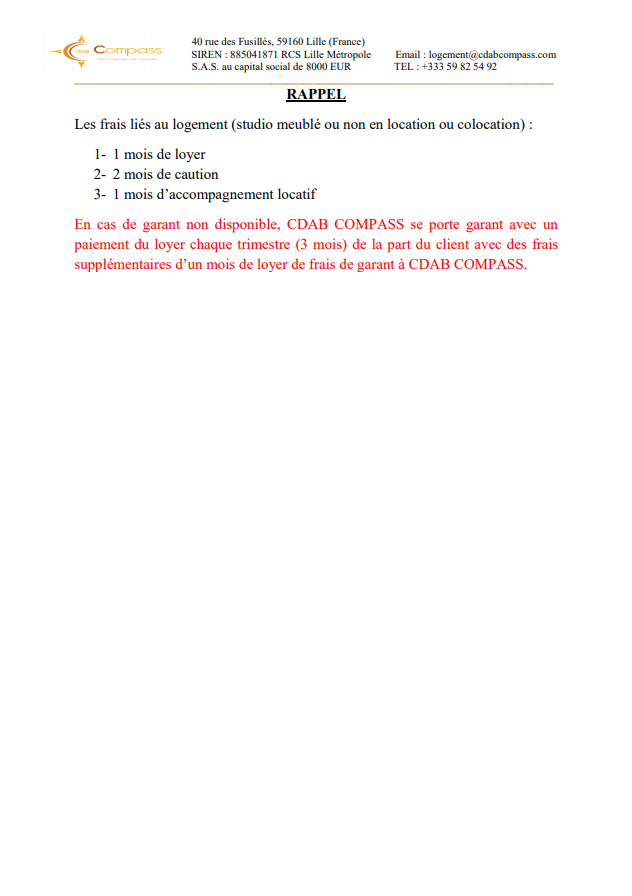 CDAB Compass
40 rue des Fusillés, 59160 Lille (France)
SIREN : 885041871 RCS Lille Métropole Email : logement@cdabcompass.com
S.A.S. au capital social de 8000 EUR TEL : +333 59 82 54 92
RAPPEL
Les frais liés au logement (studio meublé ou non en location ou colocation) :
1- 1 mois de loyer
2- 2 mois de caution
3- 1 mois d’accompagnement locatif
En cas de garant non disponible, CDAB COMPASS se porte garant avec un
paiement du loyer chaque trimestre (3 mois) de la part du client avec des frais
supplémentaires d’un mois de loyer de frais de garant à CDAB COMPASS.